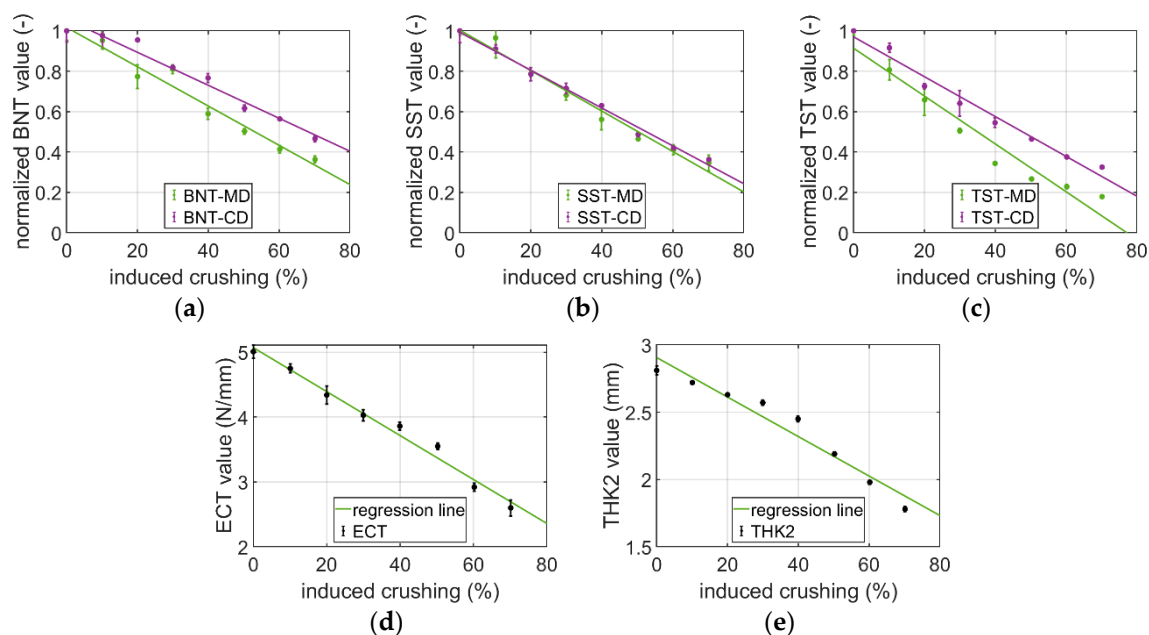 normalized BNT value (-)
1
0.8
0.6
0.4
0.2
0
0 20 40 60 80
BNT-MD
BNT-CD
induced crushing (%)
(a)
normalized SST value (-)
1
0.8
0.6
0.4
0.2
0
0 20 40 60 80
SST-MD
SST-CD
induced crushing (%)
(b)
normalized TST value (-)
1
0.8
0.6
0.4
0.2
0
0 20 40 60 80
TST-MD
TST-CD
induced crushing (%)
(c)
ECT value (N/mm)
5
4
3
2
0 20 40 60 80
regression line
ECT
induced crushing (%)
(d)
THK2 value (mm)
3
2.5
2
1.5
0 20 40 60 80
regression line
THK2
induced crushing (%)
(e)